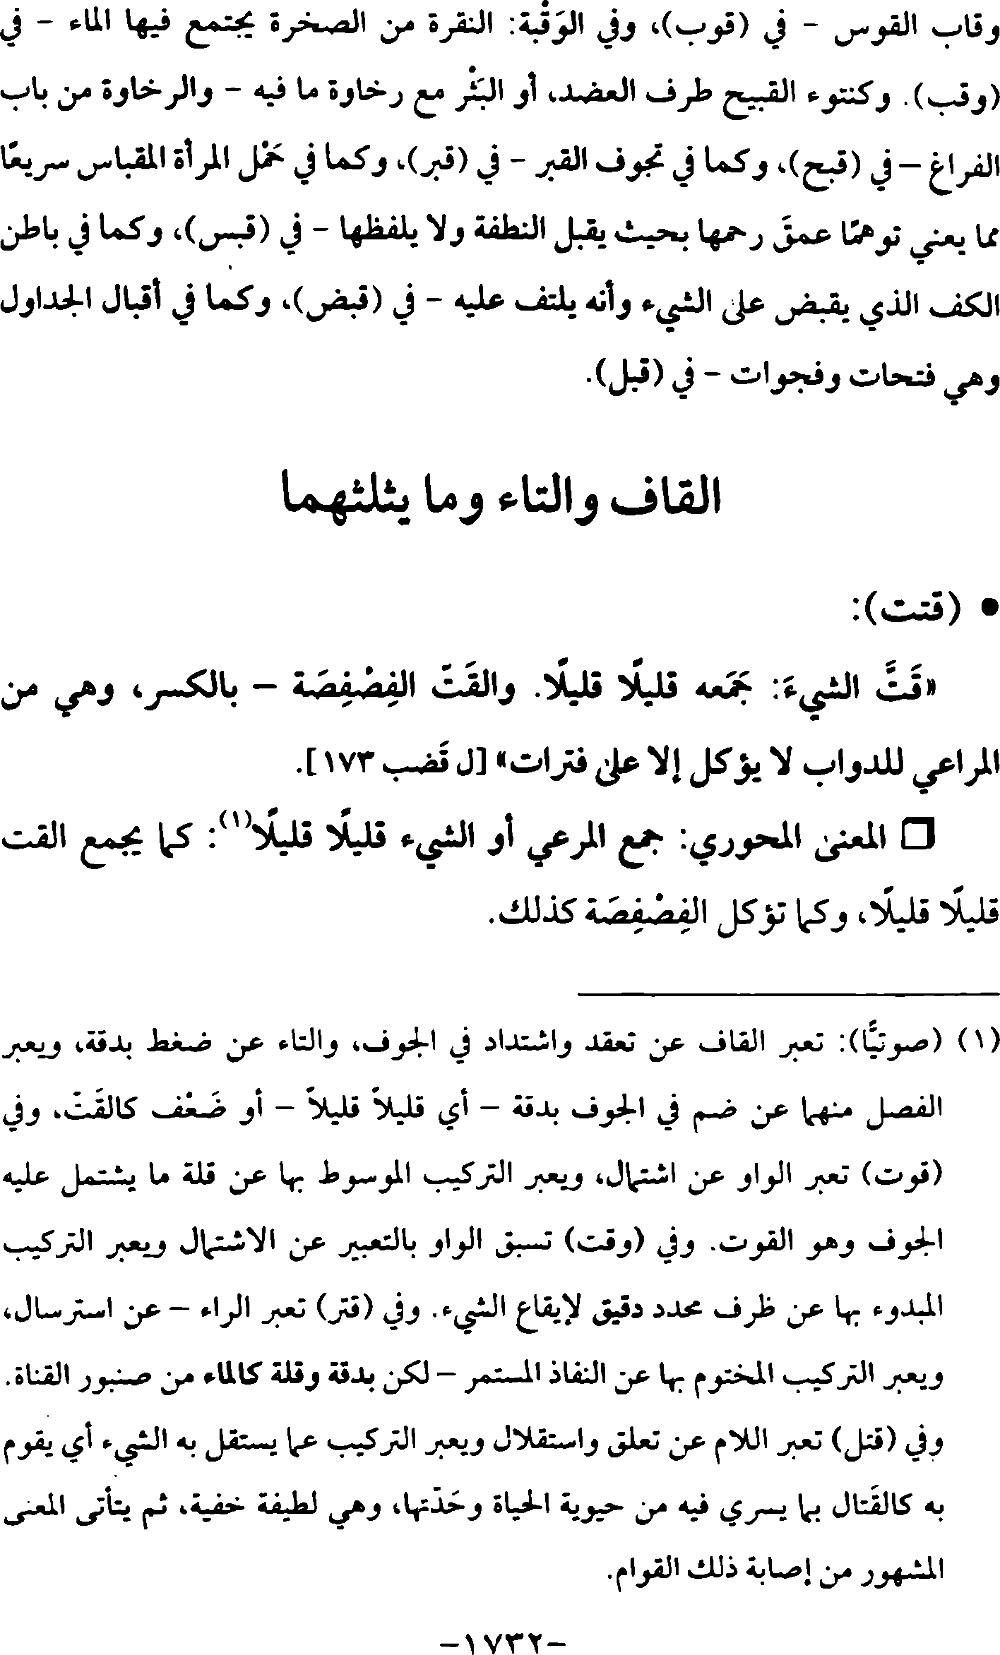 وقاب القوس - في (قوب)، وفي الوَقْبة: النقرة من الصخرة يجتمع فيها الماء - في
(وقب). وكنتوء القبيح طرف العضد، أو البَثْر مع رخاوة ما فيه - والرخاوة من باب
الفراغ – في (قبح)، وكما في تجوف القبر - في (قبر)، وكما في حَمْل المرأة المقباس سريعًا
مما يعني توهمًا عمقَ رحمها بحيث يقبل النطفة ولا يلفظها - في (قبس)، وكما في باطن
الكف الذي يقبض على الشيء وأنه يلتف عليه - في (قبض)، وكما في أقبال الجداول
وهي فتحات وفجوات - في (قبل).
القاف والتاء وما يثلثهما
• (قتت):
«قَتَّ الشيءَ: جَمَعه قليلًا قليلًا. والقَتّ الفِصْفِصَة – بالكسر، وهي من
المراعي للدواب لا يؤكل إلا على فترات» [ل قَضب ١٧٣].
❒ المعنى المحوري: جمع المرعي أو الشيء قليلًا قليلًا(١): كما يجمع القت
قليلًا قليلًا، وكما تؤكل الفِصْفِصَة كذلك.
(١) (صوتيًّا): تعبر القاف عن تعقد واشتداد في الجوف، والتاء عن ضغط بدقة، ويعبر
الفصل منهما عن ضم في الجوف بدقة – أي قليلاً قليلاً – أو ضَعْف كالقَتّ، وفي
(قوت) تعبر الواو عن اشتمال، ويعبر التركيب الموسوط بها عن قلة ما يشتمل عليه
الجوف وهو القوت. وفي (وقت) تسبق الواو بالتعبير عن الاشتمال ويعبر التركيب
المبدوء بها عن ظرف محدد دقيق لإيقاع الشيء. وفي (قتر) تعبر الراء – عن استرسال،
ويعبر التركيب المختوم بها عن النفاذ المستمر – لكن بدقة وقلة كالماء من صنبور القناة.
وفي (قتل) تعبر اللام عن تعلق واستقلال ويعبر التركيب عما يستقل به الشيء أي يقوم
به كالقَتال بما يسري فيه من حيوية الحياة وحَدّتها، وهي لطيفة خفية، ثم يتأتى المعنى
المشهور من إصابة ذلك القوام.
-١٧٣٢-